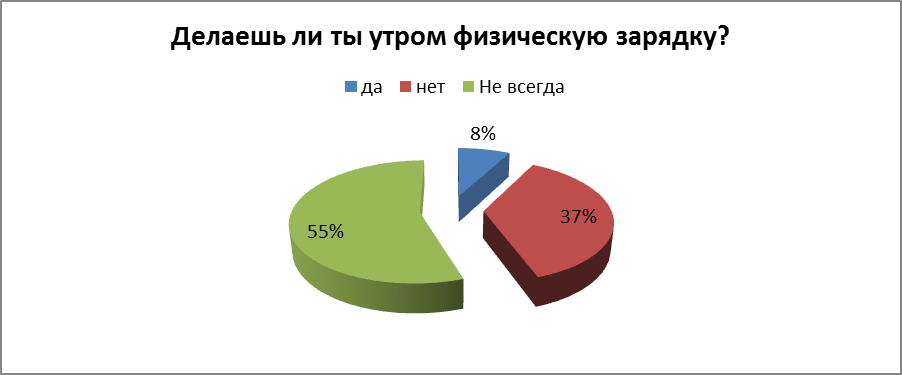 Делаешь ли ты утром физическую зарядку?
да нет Не всегда
8%
37%
55%